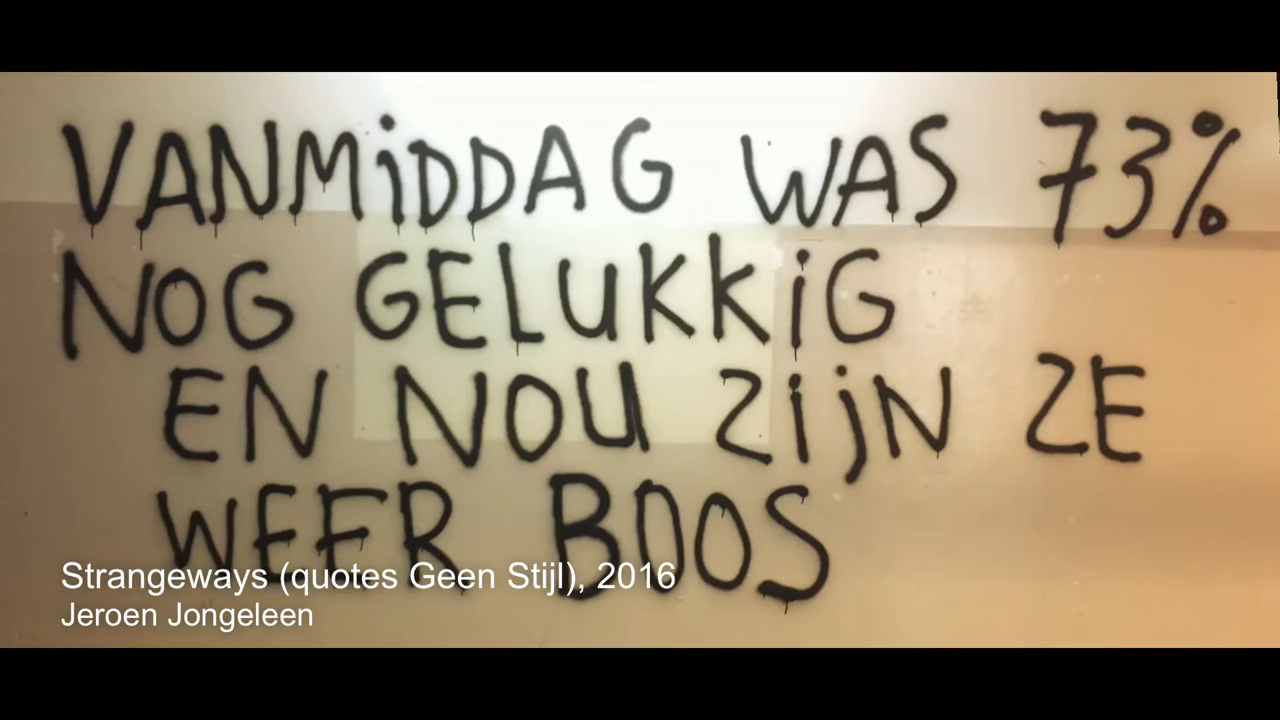 VANMiDDAG WAS 73%
NOG GELUKKiG
EN NOU ZijN ZE
WEER BOOS
Strangeways (quotes Geen Stijl), 2016
Jeroen Jongeleen